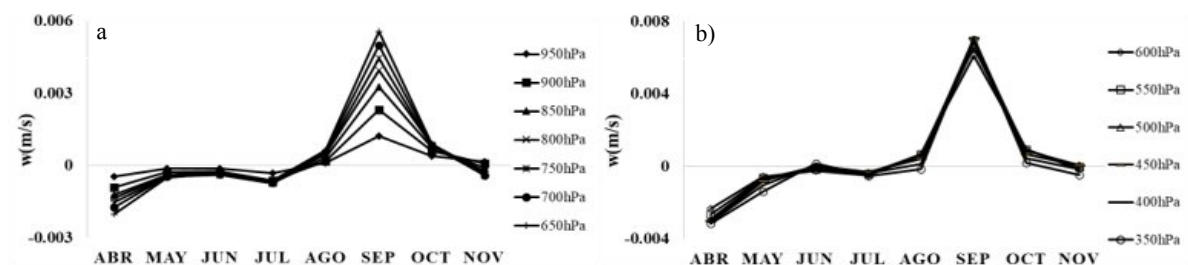 a
w(m/s)
0.006
0.003
0
-0.003
ABR MAY JUN JUL AGO SEP OCT NOV
950hPa
900hPa
850hPa
800hPa
750hPa
700hPa
650hPa
b)
w(m/s)
0.008
0.004
0
-0.004
ABR MAY JUN JUL AGO SEP OCT NOV
600hPa
550hPa
500hPa
450hPa
400hPa
350hPa